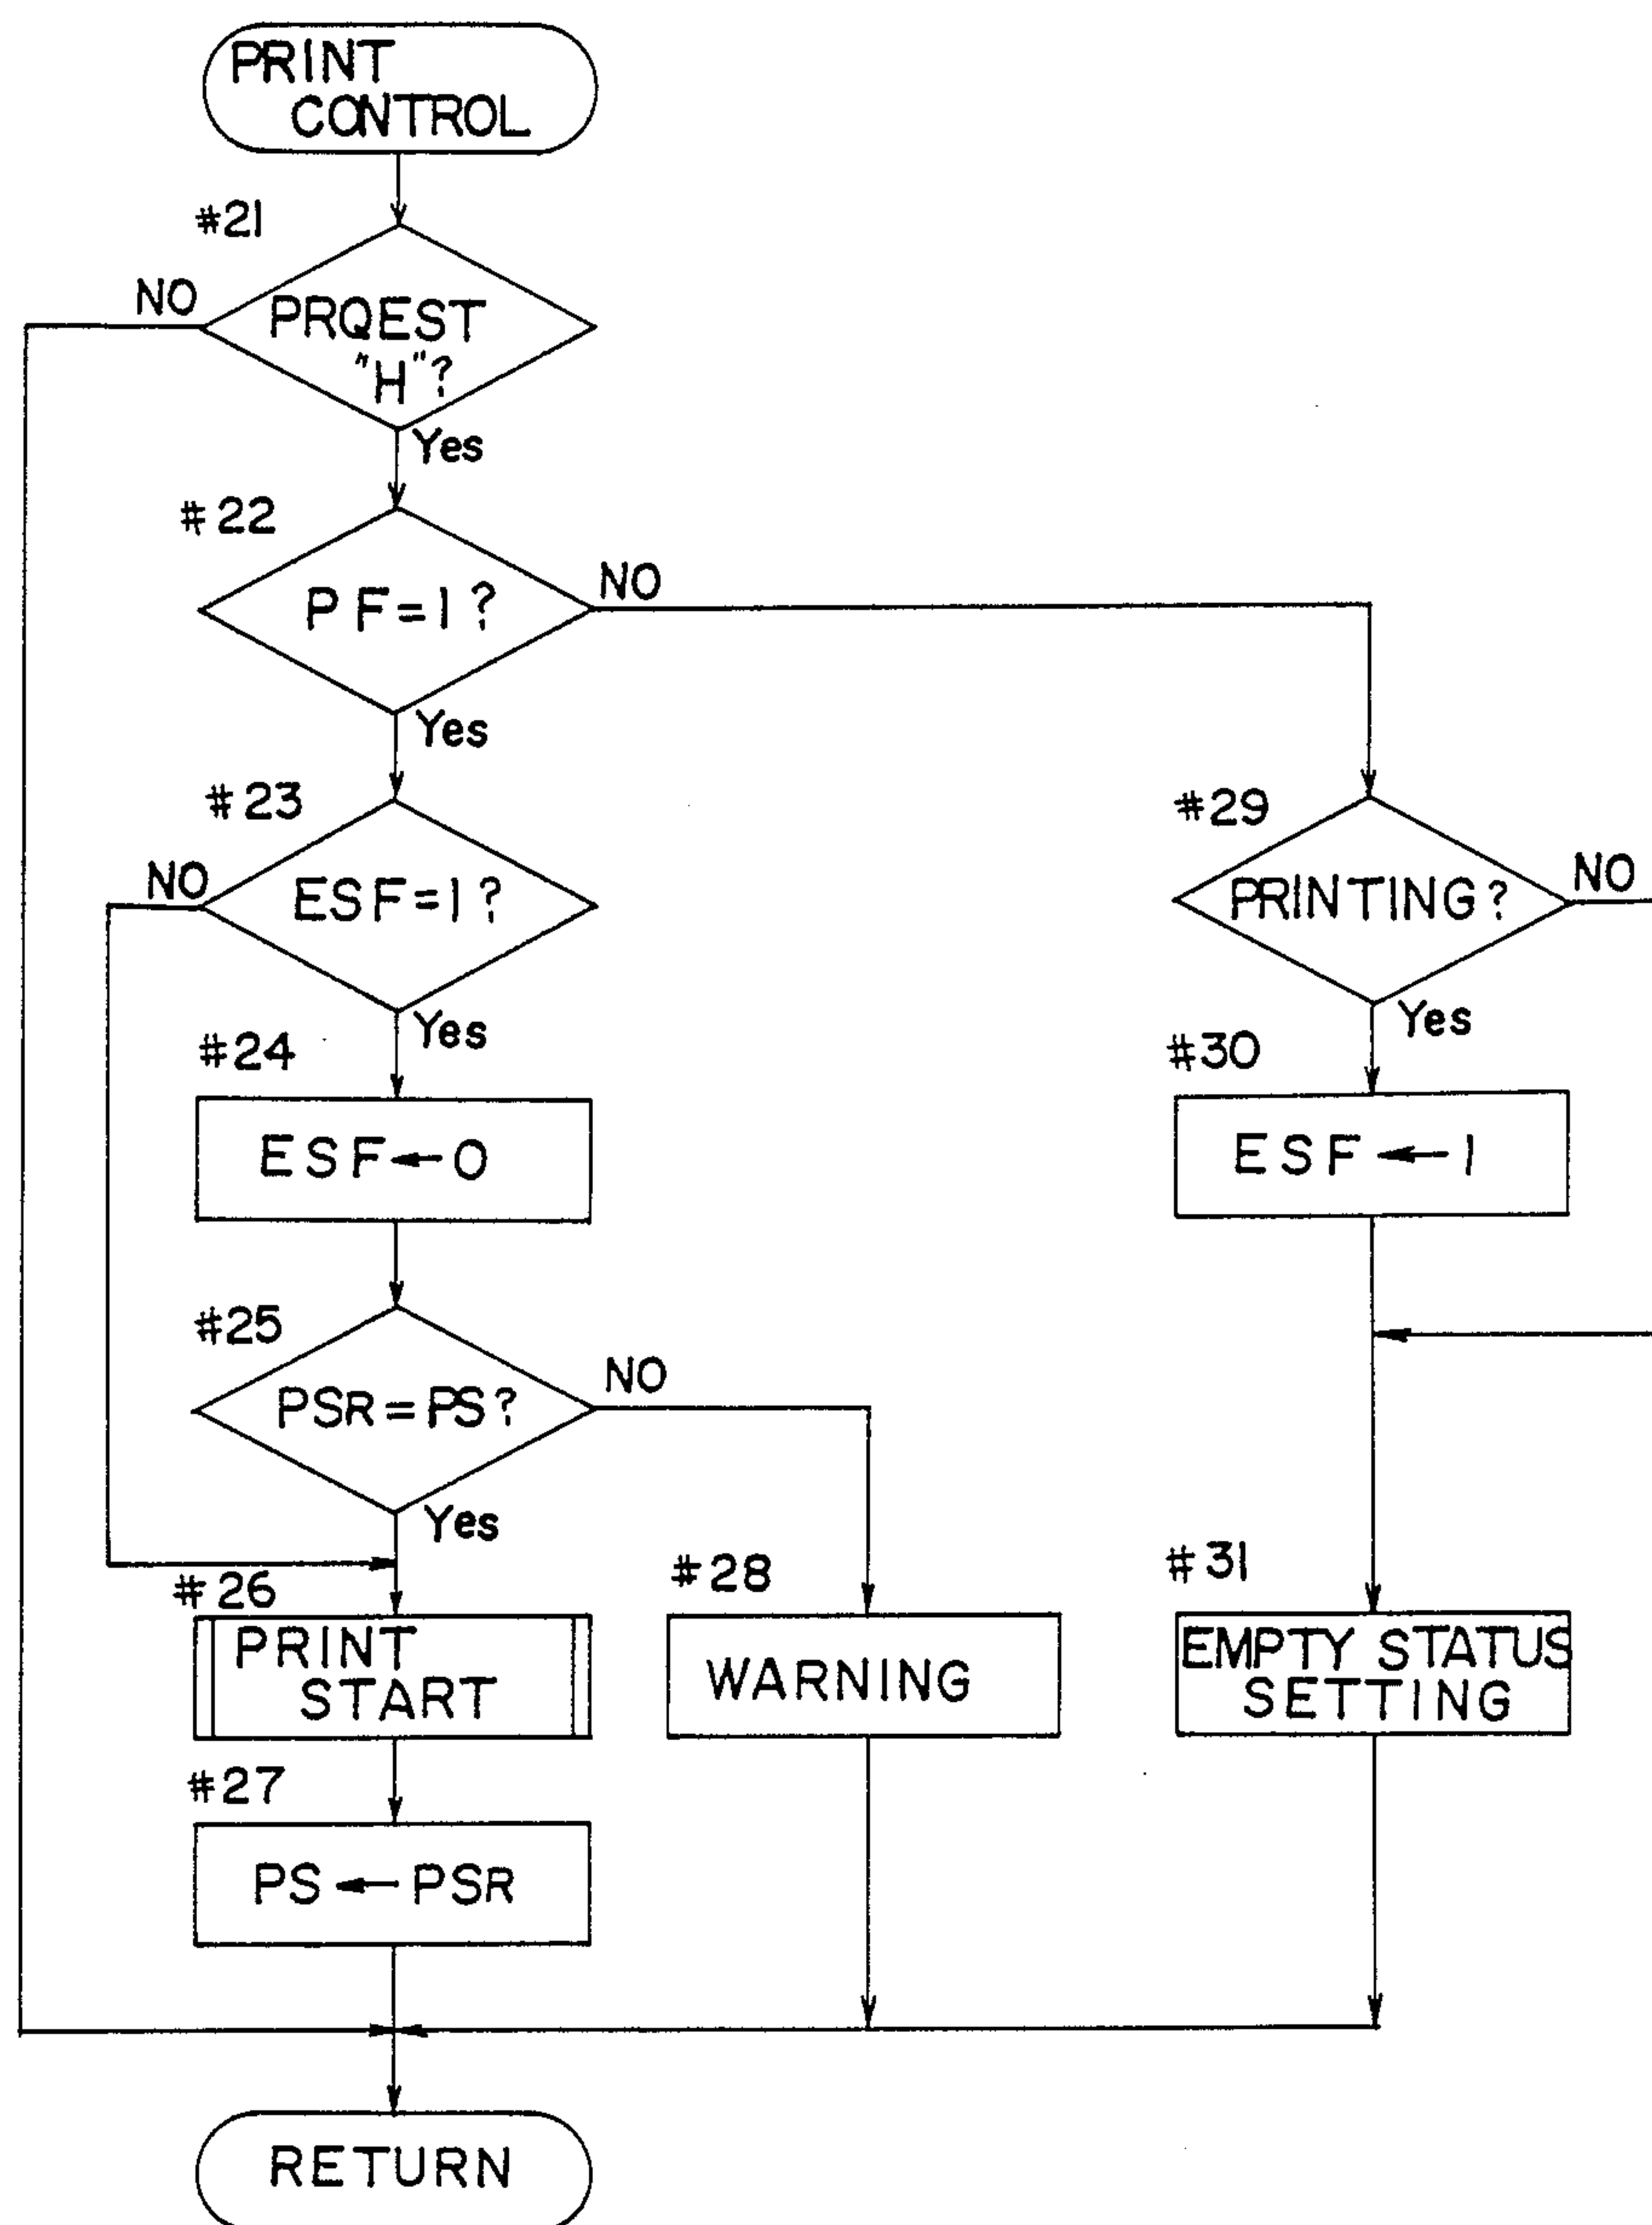 PRINT
CONTROL
#21
NO
PRQEST
"H"?
Yes
#22
PF=1?
NO
Yes
#23
NO
ESF=1?
Yes
#24
ESF←0
#25
PSR=PS?
NO
Yes
#26
PRINT
START
#27
PS←PSR
#28
WARNING
#29
PRINTING?
NO
Yes
#30
ESF←1
#31
EMPTY STATUS
SETTING
RETURN